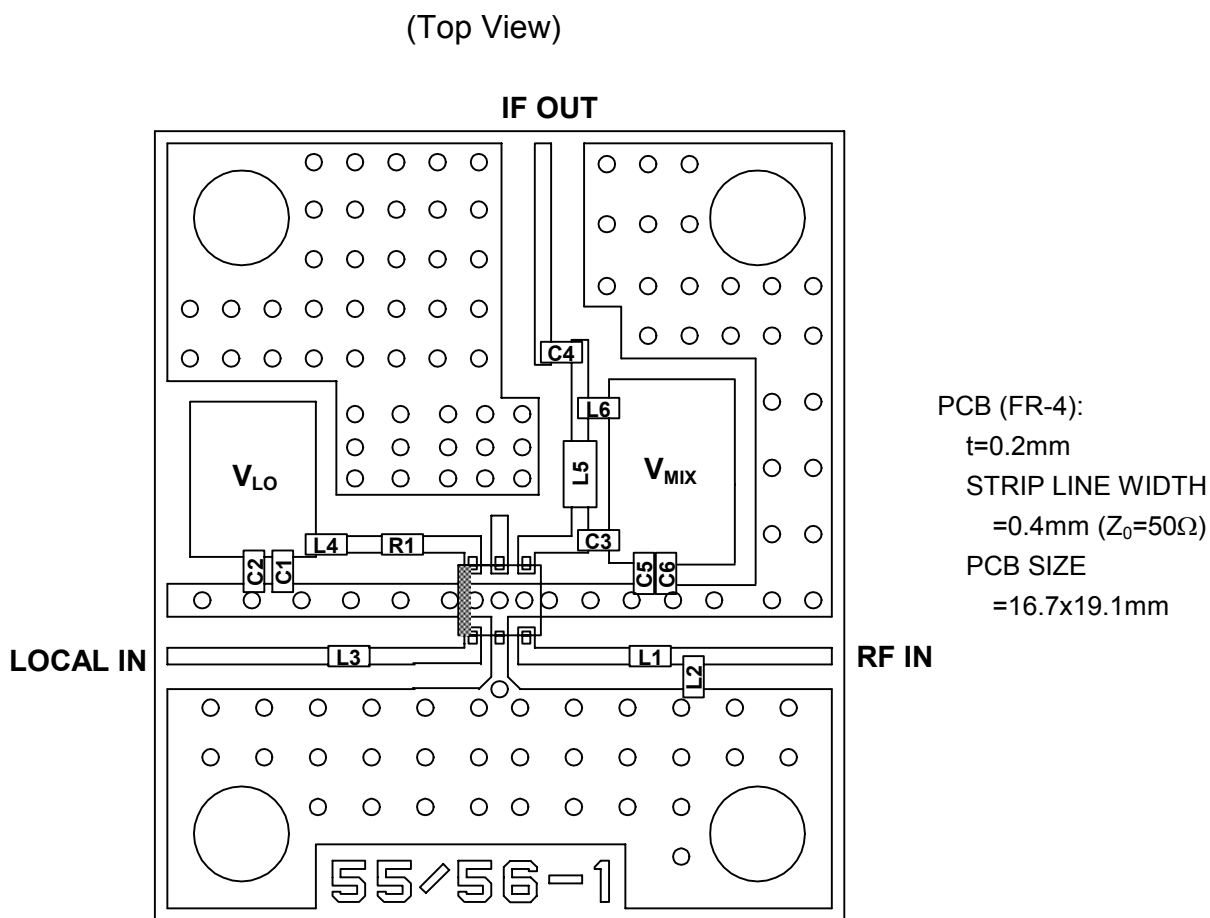 (Top View)
IF OUT
C4
L6
L5
V_LO
V_MIX
L4
R1
C3
C2
C1
C5
C6
LOCAL IN
L3
L1
L2
RF IN
55/56-1
PCB (FR-4):
t=0.2mm
STRIP LINE WIDTH
=0.4mm (Z₀=50Ω)
PCB SIZE
=16.7x19.1mm